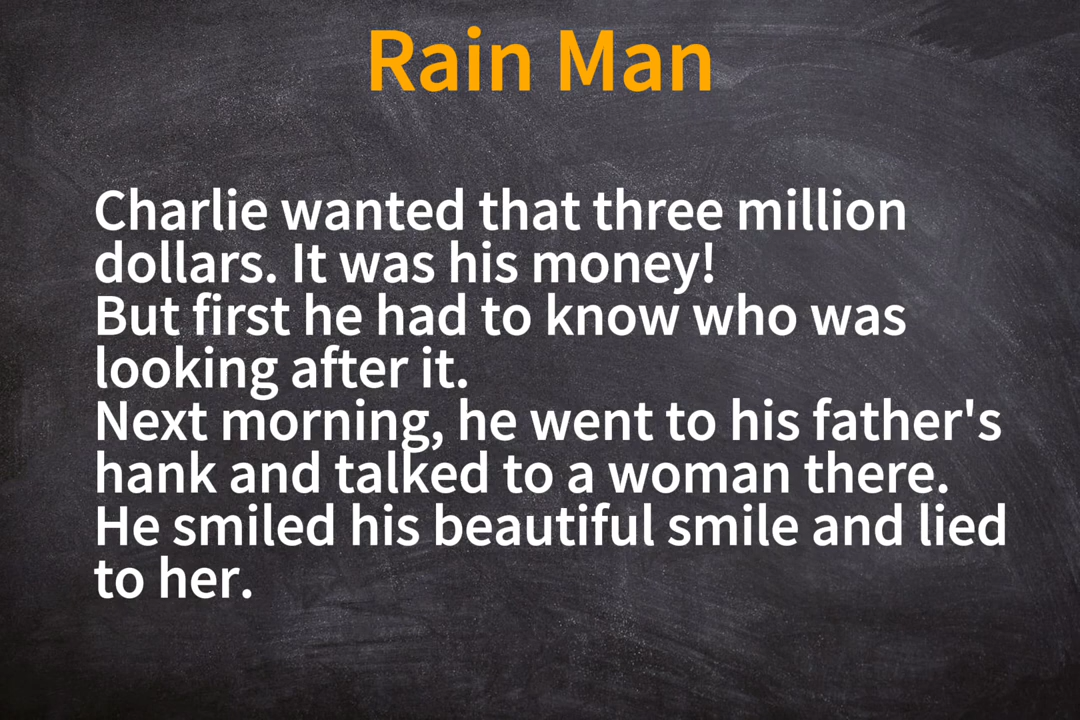 Rain Man
Charlie wanted that three million
dollars. It was his money!
But first he had to know who was
looking after it.
Next morning, he went to his father's
hank and talked to a woman there.
He smiled his beautiful smile and lied
to her.